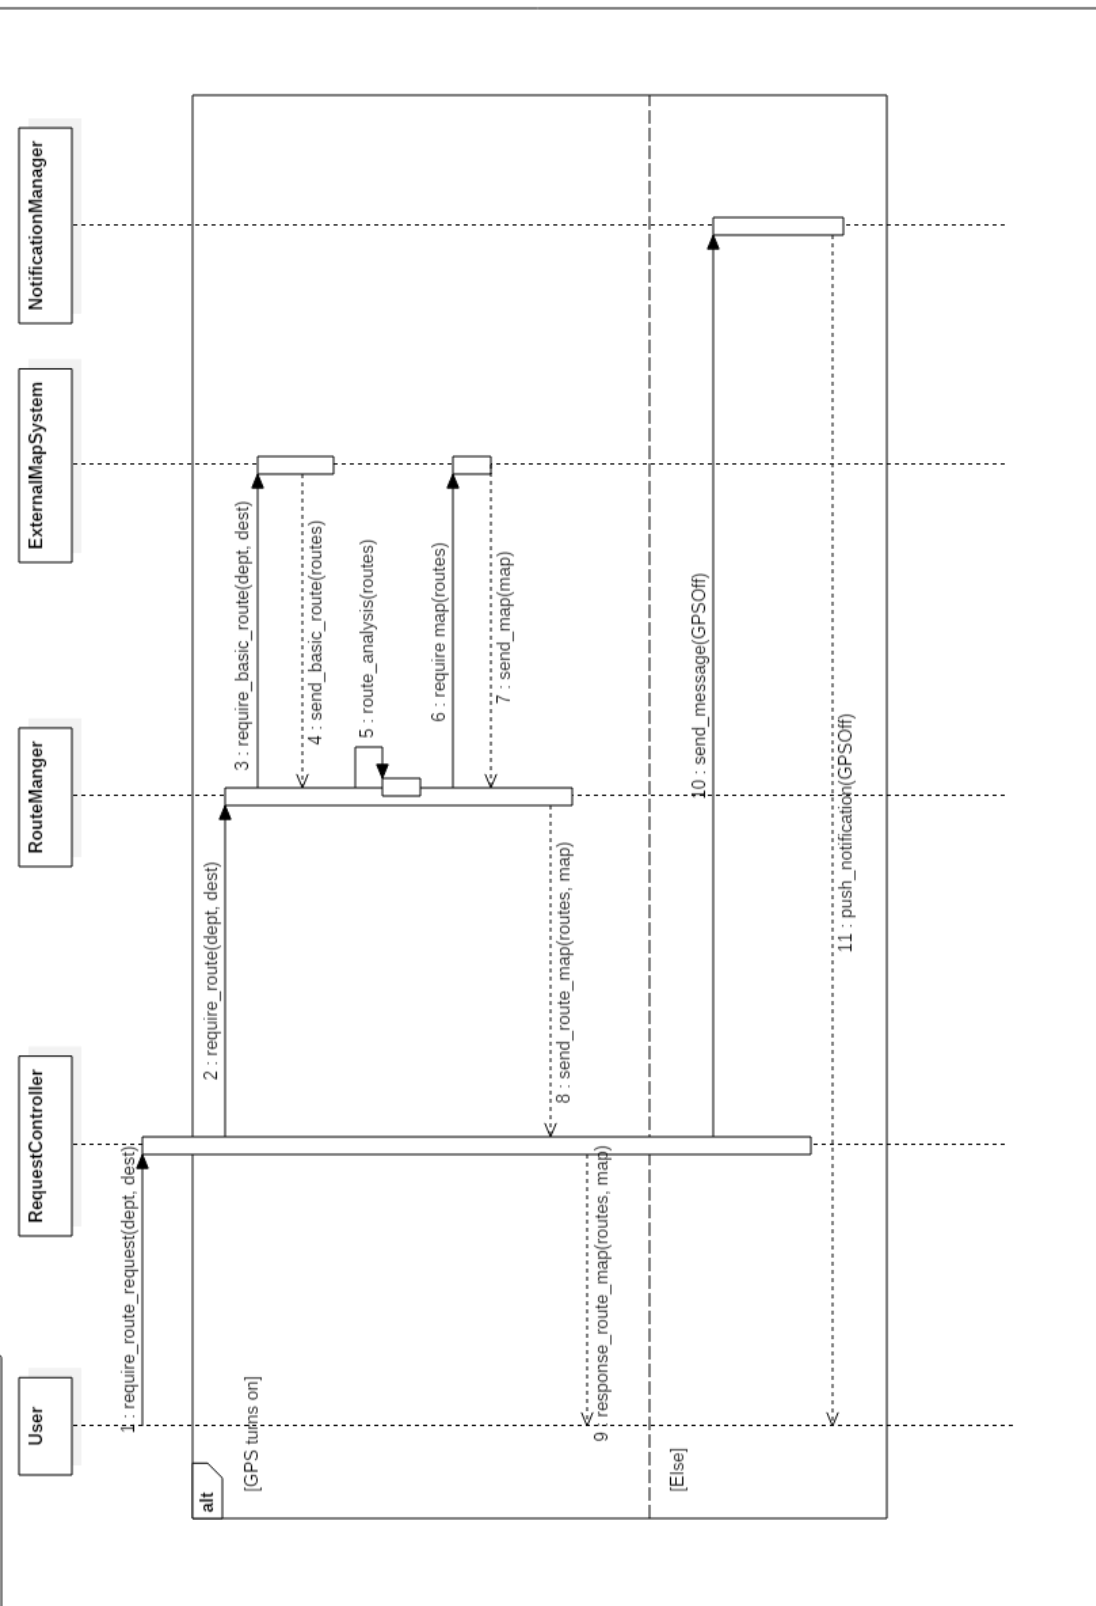 User
RequestController
RouteManger
ExternalMapSystem
NotificationManager
1 : require_route_request(dept, dest)
alt
[GPS turns on]
2 : require_route(dept, dest)
3 : require_basic_route(dept, dest)
4 : send_basic_route(routes)
5 : route_analysis(routes)
6 : require map(routes)
7 : send_map(map)
8 : send_route_map(routes, map)
9 : response_route_map(routes, map)
[Else]
10 : send_message(GPSOff)
11 : push_notification(GPSOff)